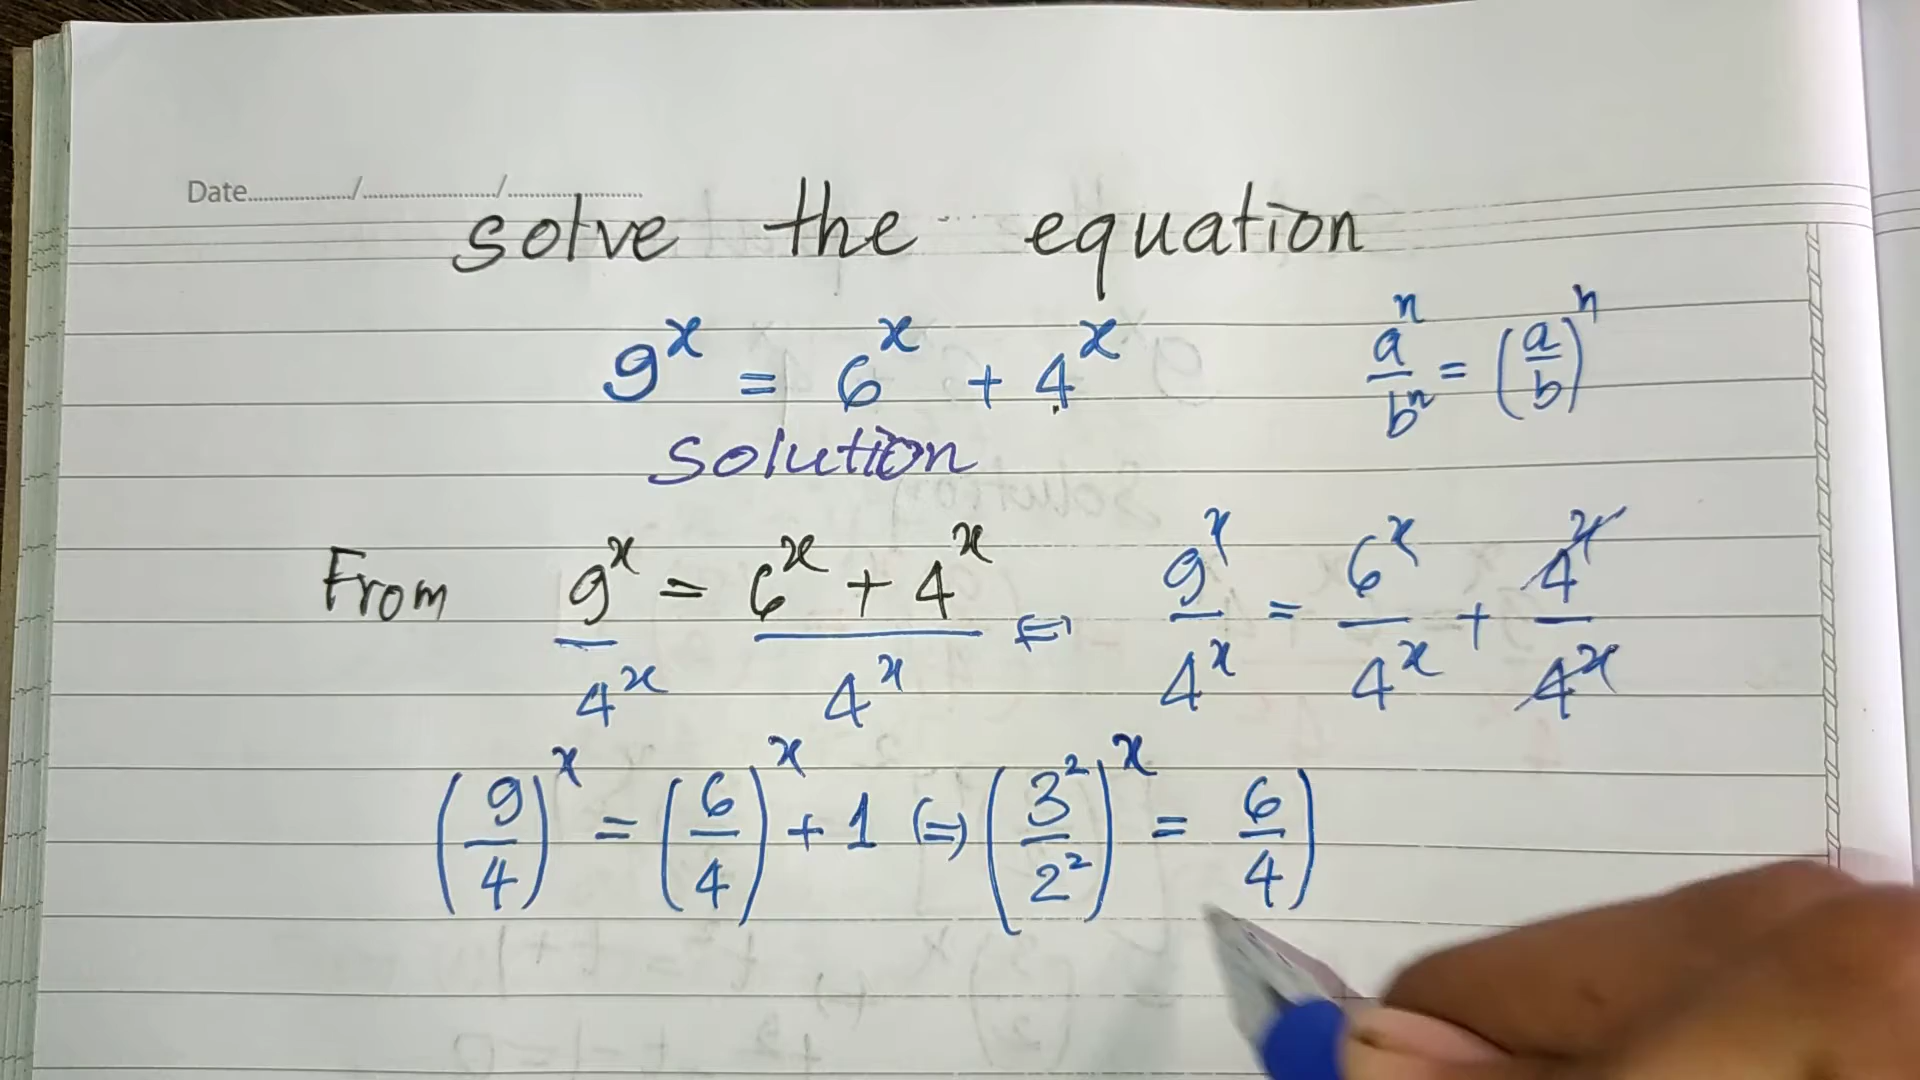 Date............/............/............
solve the equation
9^x = 6^x + 4^x
a^n/b^n = (a/b)^n
Solution
From 9^x/4^x = (6^x + 4^x)/4^x ⇔ 9^x/4^x = 6^x/4^x + 4^x/4^x
(9/4)^x = (6/4)^x + 1 (=) (3^2/2^2)^x = 6/4)